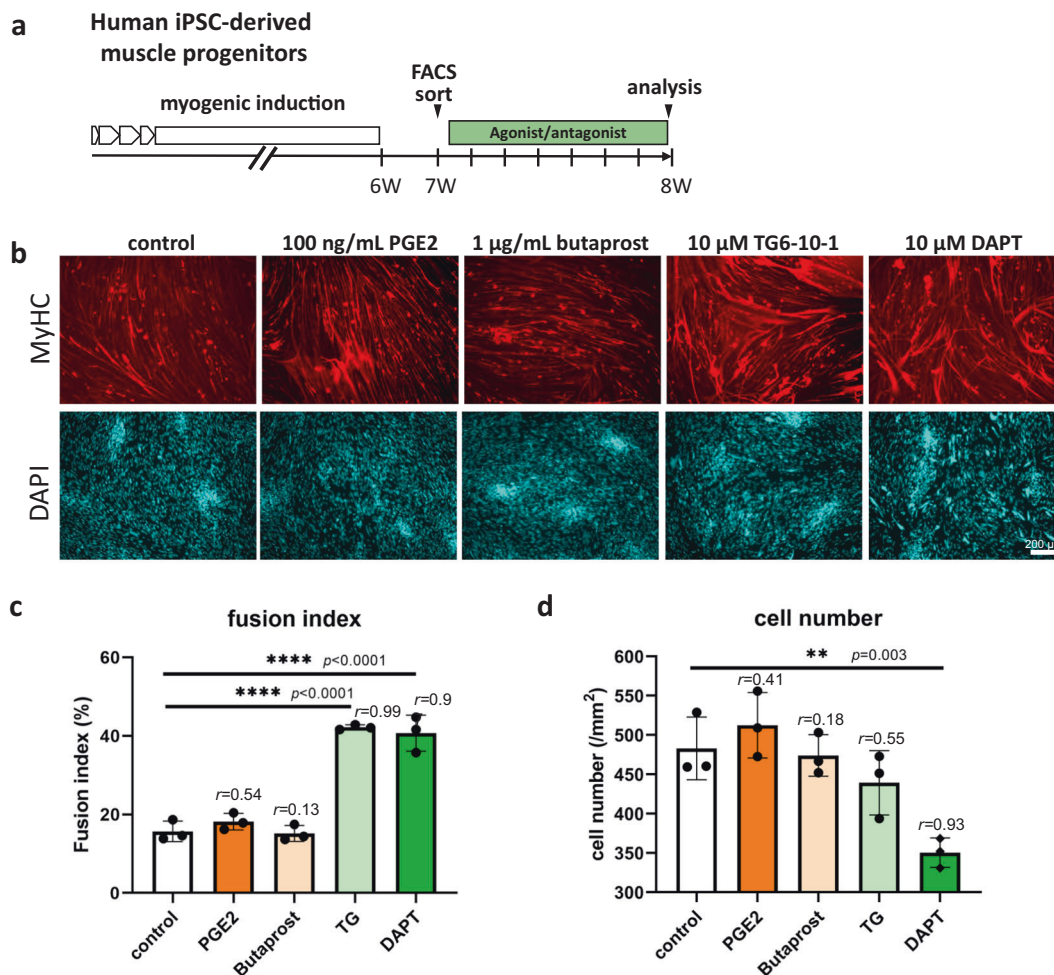 a
Human iPSC-derived
muscle progenitors
FACS
sort
analysis
myogenic induction
Agonist/antagonist
6W
7W
8W
b
control
100 ng/mL PGE2
1 µg/mL butaprost
10 µM TG6-10-1
10 µM DAPT
MyHC
DAPI
c
fusion index
**** p<0.0001
**** p<0.0001
r=0.99
r=0.9
r=0.54
r=0.13
Fusion index (%)
60
40
20
0
control
PGE2
Butaprost
TG
DAPT
d
cell number
** p=0.003
r=0.41
r=0.18
r=0.55
r=0.93
cell number (/mm²)
600
550
500
450
400
350
300
control
PGE2
Butaprost
TG
DAPT